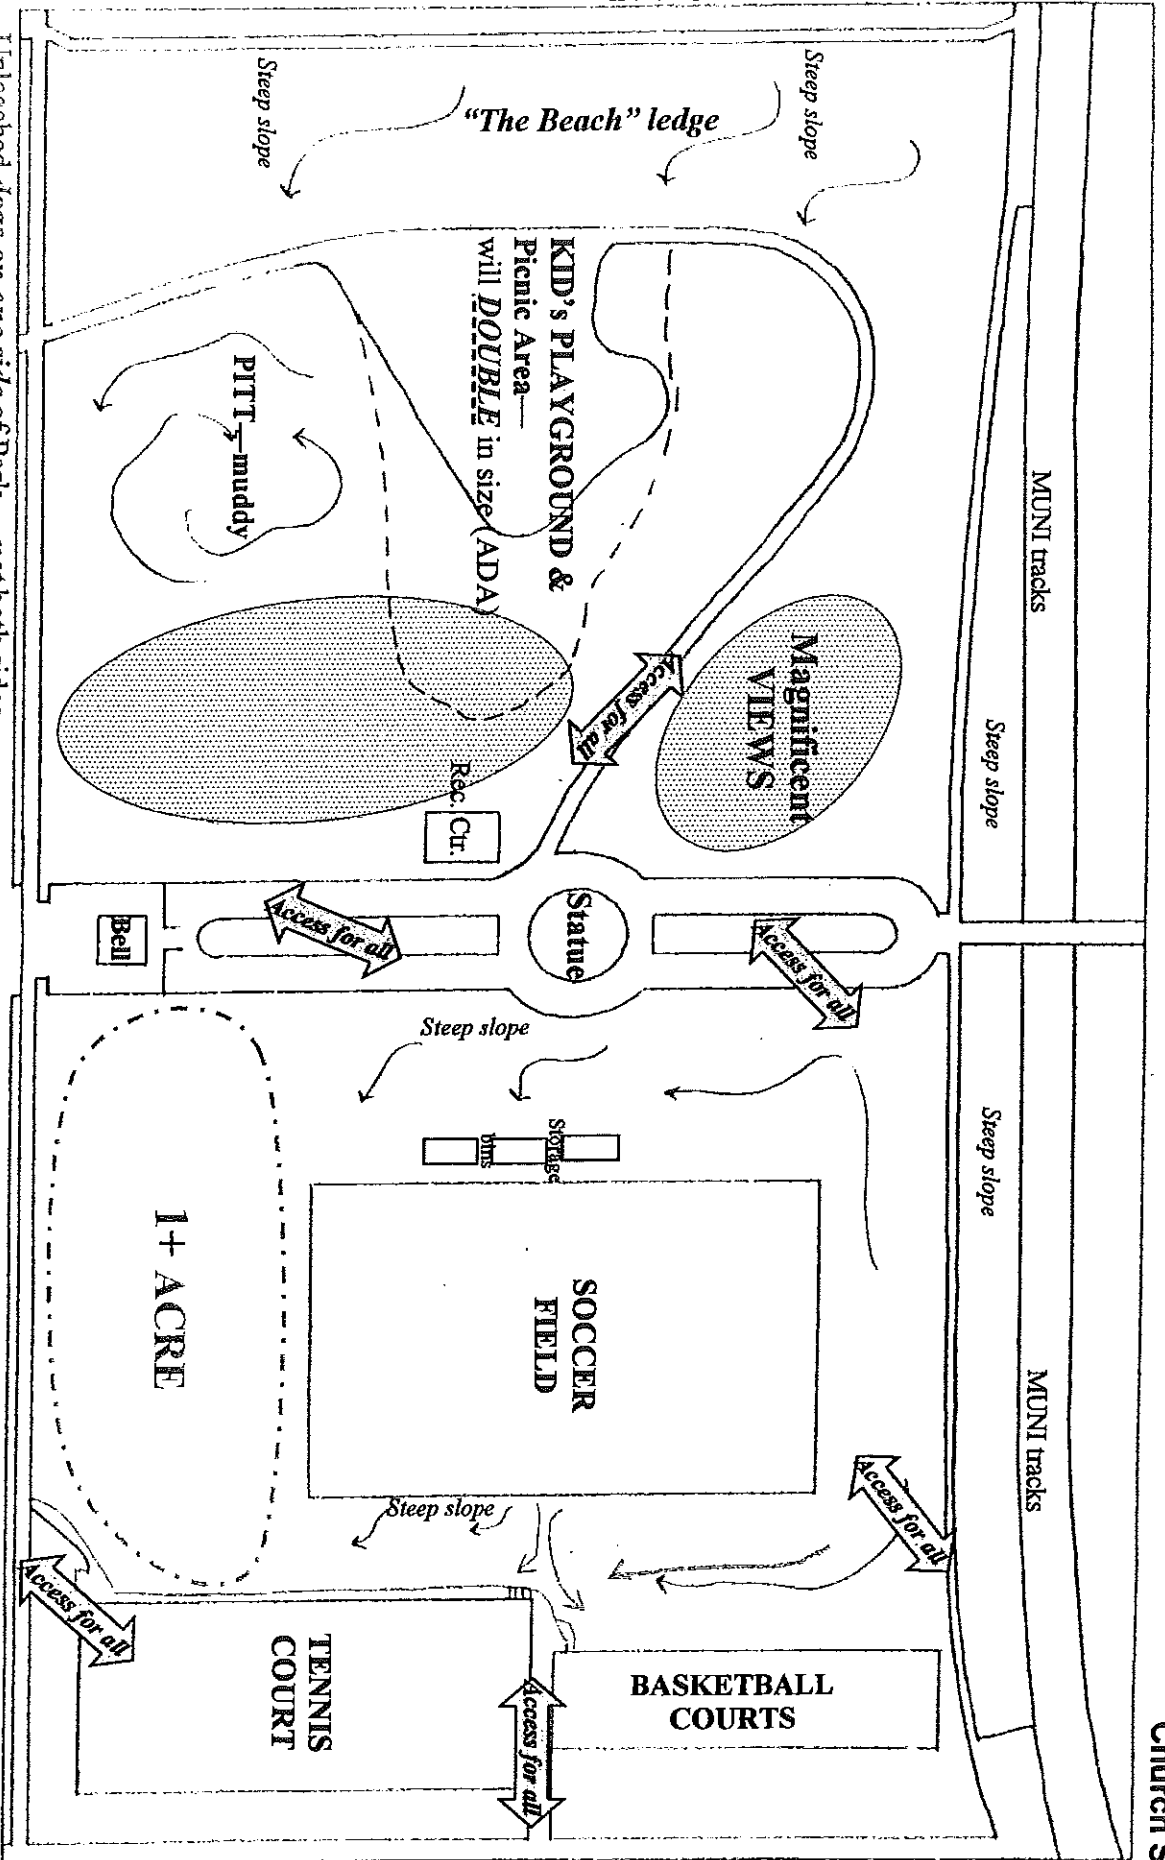 Church S
MUNI tracks
MUNI tracks
Steep slope
Steep slope
Steep slope
Steep slope
"The Beach" ledge
Magnificent
VIEWS
KID's PLAYGROUND &
Picnic Area—
will DOUBLE in size (ADA)
PITT—muddy
Access for all
Rec. Ctr.
Statue
Bell
Access for all
Access for all
Steep slope
Storage
bins
SOCCER
FIELD
1+ ACRE
Steep slope
Access for all
Access for all
Access for all
TENNIS
COURT
BASKETBALL
COURTS